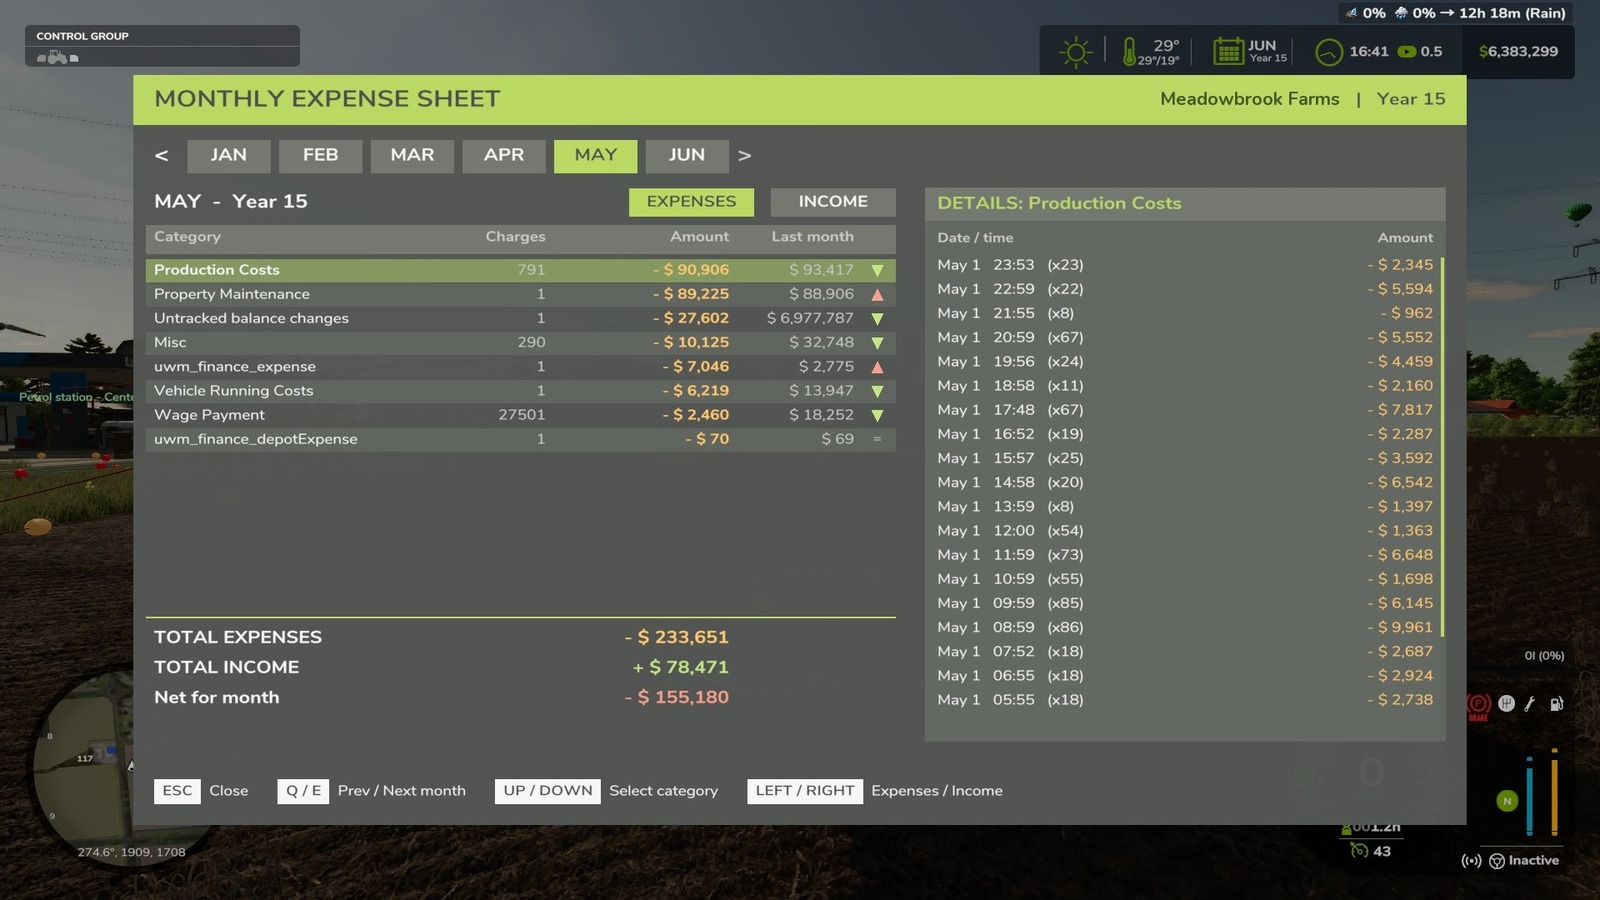 0% 0% → 12h 18m (Rain)
CONTROL GROUP
29°
29°/19°
JUN
Year 15
16:41 0.5
$6,383,299
MONTHLY EXPENSE SHEET
Meadowbrook Farms | Year 15
< JAN FEB MAR APR MAY JUN >
MAY - Year 15
EXPENSES INCOME
Category Charges Amount Last month
Production Costs 791 - $ 90,906 $ 93,417 ▼
Property Maintenance 1 - $ 89,225 $ 88,906 ▲
Untracked balance changes 1 - $ 27,602 $ 6,977,787 ▼
Misc 290 - $ 10,125 $ 32,748 ▼
uwm_finance_expense 1 - $ 7,046 $ 2,775 ▲
Vehicle Running Costs 1 - $ 6,219 $ 13,947 ▼
Wage Payment 27501 - $ 2,460 $ 18,252 ▼
uwm_finance_depotExpense 1 - $ 70 $ 69 =
TOTAL EXPENSES - $ 233,651
TOTAL INCOME + $ 78,471
Net for month - $ 155,180
DETAILS: Production Costs
Date / time Amount
May 1 23:53 (x23) - $ 2,345
May 1 22:59 (x22) - $ 5,594
May 1 21:55 (x8) - $ 962
May 1 20:59 (x67) - $ 5,552
May 1 19:56 (x24) - $ 4,459
May 1 18:58 (x11) - $ 2,160
May 1 17:48 (x67) - $ 7,817
May 1 16:52 (x19) - $ 2,287
May 1 15:57 (x25) - $ 3,592
May 1 14:58 (x20) - $ 6,542
May 1 13:59 (x8) - $ 1,397
May 1 12:00 (x54) - $ 1,363
May 1 11:59 (x73) - $ 6,648
May 1 10:59 (x55) - $ 1,698
May 1 09:59 (x85) - $ 6,145
May 1 08:59 (x86) - $ 9,961
May 1 07:52 (x18) - $ 2,687
May 1 06:55 (x18) - $ 2,924
May 1 05:55 (x18) - $ 2,738
ESC Close Q / E Prev / Next month UP / DOWN Select category LEFT / RIGHT Expenses / Income
Petrol station - Cente
8
117
9
274.6°, 1909, 1708
0l (0%)
P
BRAKE
0
N
001.2h
43
Inactive